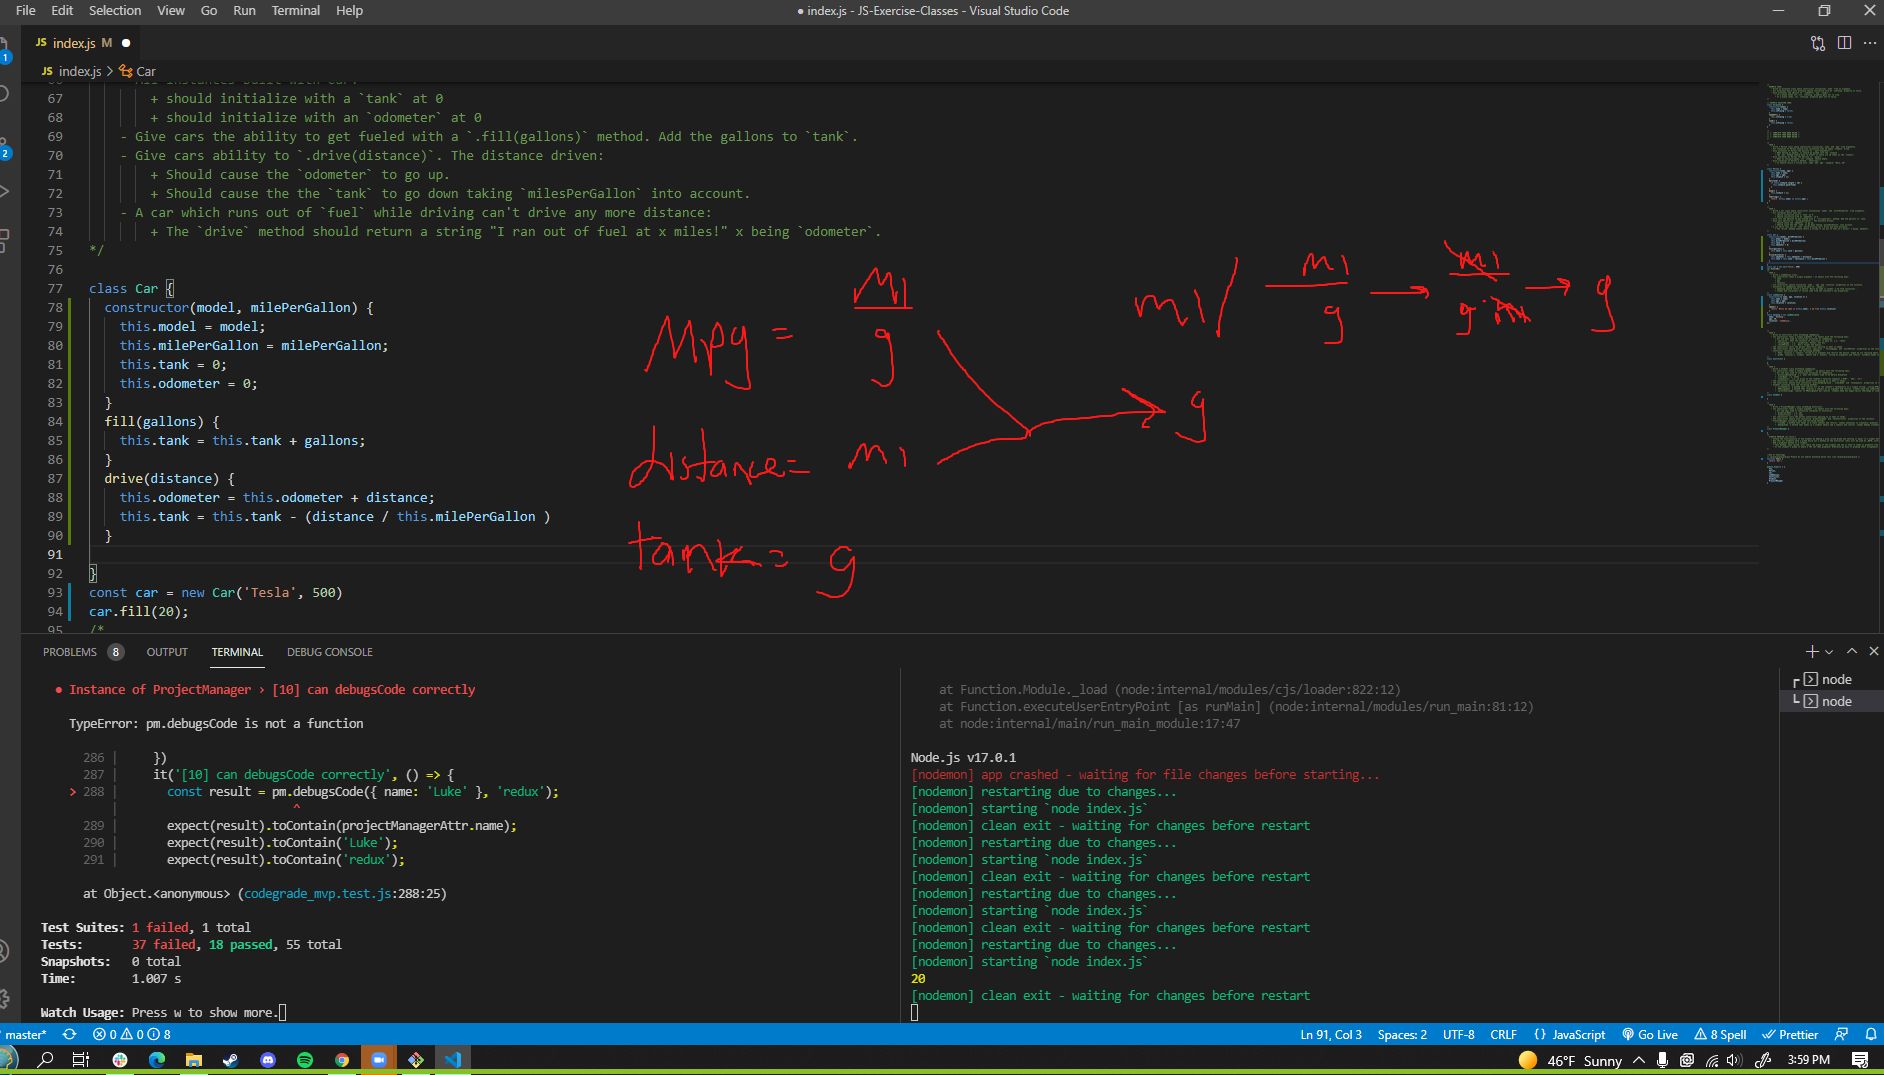 File Edit Selection View Go Run Terminal Help
● index.js - JS-Exercise-Classes - Visual Studio Code
JS index.js M ●
JS index.js > Car
67 + should initialize with a `tank` at 0
68 + should initialize with an `odometer` at 0
69 - Give cars the ability to get fueled with a `.fill(gallons)` method. Add the gallons to `tank`.
70 - Give cars ability to `.drive(distance)`. The distance driven:
71 + Should cause the `odometer` to go up.
72 + Should cause the the `tank` to go down taking `milesPerGallon` into account.
73 - A car which runs out of `fuel` while driving can't drive any more distance:
74 + The `drive` method should return a string "I ran out of fuel at x miles!" x being `odometer`.
75 */
76
77 class Car {
78 constructor(model, milePerGallon) {
79 this.model = model;
80 this.milePerGallon = milePerGallon;
81 this.tank = 0;
82 this.odometer = 0;
83 }
84 fill(gallons) {
85 this.tank = this.tank + gallons;
86 }
87 drive(distance) {
88 this.odometer = this.odometer + distance;
89 this.tank = this.tank - (distance / this.milePerGallon )
90 }
91
92 }
93 const car = new Car('Tesla', 500)
94 car.fill(20);
95 /*
Mpg = mi / g
distance = mi
tank = g
g
mi / mi / g → mi / g mi → g
PROBLEMS 8 OUTPUT TERMINAL DEBUG CONSOLE
● Instance of ProjectManager › [10] can debugsCode correctly
TypeError: pm.debugsCode is not a function
286 | })
287 | it('[10] can debugsCode correctly', () => {
> 288 | const result = pm.debugsCode({ name: 'Luke' }, 'redux');
| ^
289 | expect(result).toContain(projectManagerAttr.name);
290 | expect(result).toContain('Luke');
291 | expect(result).toContain('redux');
at Object.<anonymous> (codegrade_mvp.test.js:288:25)
Test Suites: 1 failed, 1 total
Tests: 37 failed, 18 passed, 55 total
Snapshots: 0 total
Time: 1.007 s
Watch Usage: Press w to show more.
at Function.Module._load (node:internal/modules/cjs/loader:822:12)
at Function.executeUserEntryPoint [as runMain] (node:internal/modules/run_main:81:12)
at node:internal/main/run_main_module:17:47
Node.js v17.0.1
[nodemon] app crashed - waiting for file changes before starting...
[nodemon] restarting due to changes...
[nodemon] starting `node index.js`
[nodemon] clean exit - waiting for changes before restart
[nodemon] restarting due to changes...
[nodemon] starting `node index.js`
[nodemon] clean exit - waiting for changes before restart
[nodemon] restarting due to changes...
[nodemon] starting `node index.js`
[nodemon] clean exit - waiting for changes before restart
[nodemon] restarting due to changes...
[nodemon] starting `node index.js`
20
[nodemon] clean exit - waiting for changes before restart
node
node
master* 0 0 8
Ln 91, Col 3 Spaces: 2 UTF-8 CRLF {} JavaScript Go Live 8 Spell Prettier
46°F Sunny 3:59 PM